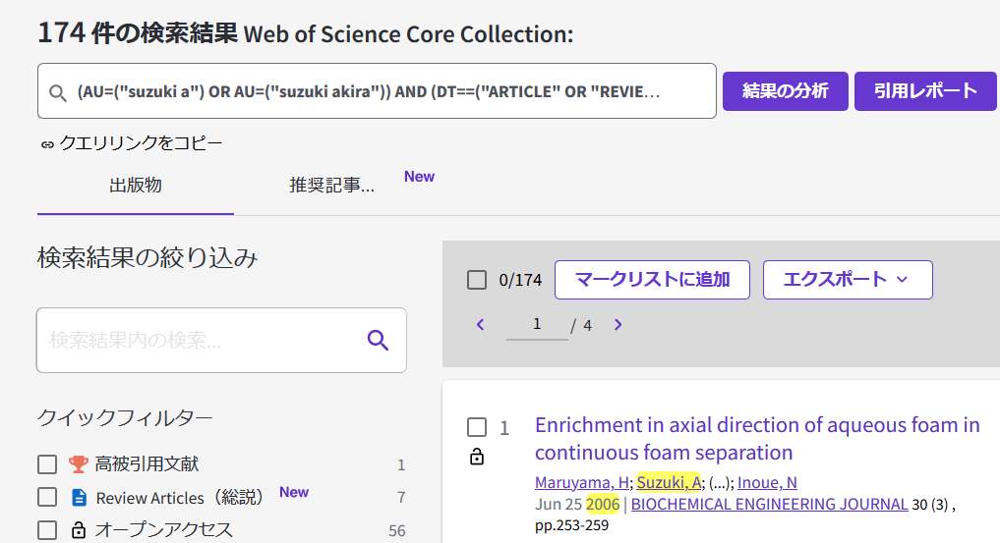 174 件の検索結果 Web of Science Core Collection:
(AU=("suzuki a") OR AU=("suzuki akira")) AND (DT==("ARTICLE" OR "REVIE…
結果の分析
引用レポート
クエリリンクをコピー
出版物
推奨記事...
New
検索結果の絞り込み
0/174
マークリストに追加
エクスポート
1 / 4
検索結果内の検索...
クイックフィルター
高被引用文献 1
Review Articles（総説） New 7
オープンアクセス 56
1
Enrichment in axial direction of aqueous foam in
continuous foam separation
Maruyama, H; Suzuki, A; (...); Inoue, N
Jun 25 2006 | BIOCHEMICAL ENGINEERING JOURNAL 30 (3) ,
pp.253-259